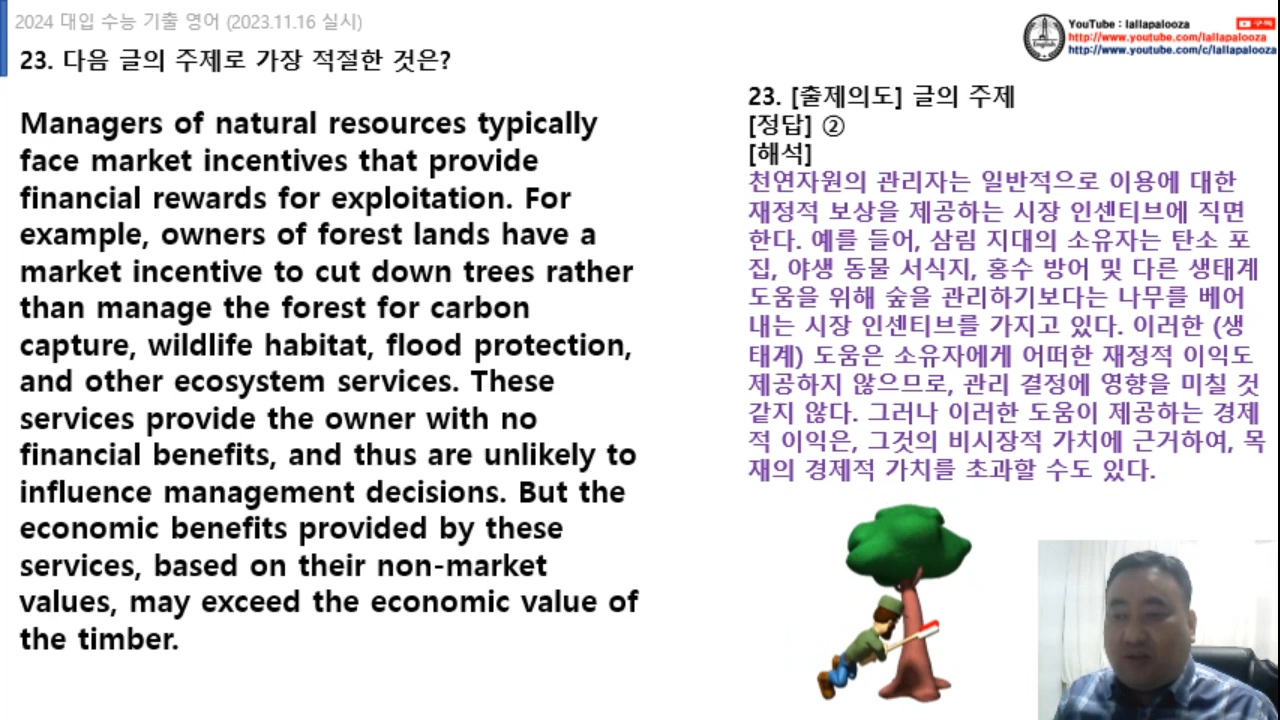 2024 대입 수능 기출 영어 (2023.11.16 실시)
23. 다음 글의 주제로 가장 적절한 것은?
Managers of natural resources typically
face market incentives that provide
financial rewards for exploitation. For
example, owners of forest lands have a
market incentive to cut down trees rather
than manage the forest for carbon
capture, wildlife habitat, flood protection,
and other ecosystem services. These
services provide the owner with no
financial benefits, and thus are unlikely to
influence management decisions. But the
economic benefits provided by these
services, based on their non-market
values, may exceed the economic value of
the timber.
English
YouTube : lallapalooza
구독
http://www.youtube.com/lallapalooza
http://www.youtube.com/c/lallapalooza
23. [출제의도] 글의 주제
[정답] ②
[해석]
천연자원의 관리자는 일반적으로 이용에 대한
재정적 보상을 제공하는 시장 인센티브에 직면
한다. 예를 들어, 삼림 지대의 소유자는 탄소 포
집, 야생 동물 서식지, 홍수 방어 및 다른 생태계
도움을 위해 숲을 관리하기보다는 나무를 베어
내는 시장 인센티브를 가지고 있다. 이러한 (생
태계) 도움은 소유자에게 어떠한 재정적 이익도
제공하지 않으므로, 관리 결정에 영향을 미칠 것
같지 않다. 그러나 이러한 도움이 제공하는 경제
적 이익은, 그것의 비시장적 가치에 근거하여, 목
재의 경제적 가치를 초과할 수도 있다.